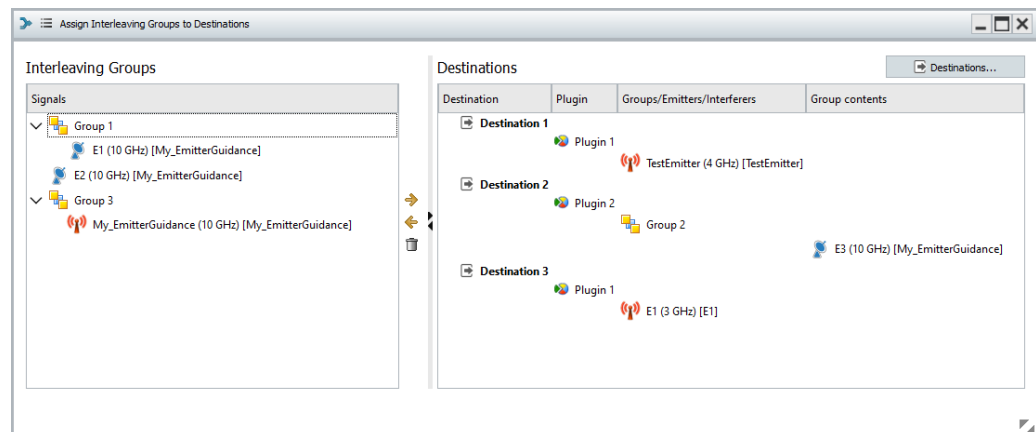 Assign Interleaving Groups to Destinations
Interleaving Groups
Signals
Group 1
E1 (10 GHz) [My_EmitterGuidance]
E2 (10 GHz) [My_EmitterGuidance]
Group 3
My_EmitterGuidance (10 GHz) [My_EmitterGuidance]
Destinations
Destinations...
Destination Plugin Groups/Emitters/Interferers Group contents
Destination 1
Plugin 1
TestEmitter (4 GHz) [TestEmitter]
Destination 2
Plugin 2
Group 2
E3 (10 GHz) [My_EmitterGuidance]
Destination 3
Plugin 1
E1 (3 GHz) [E1]